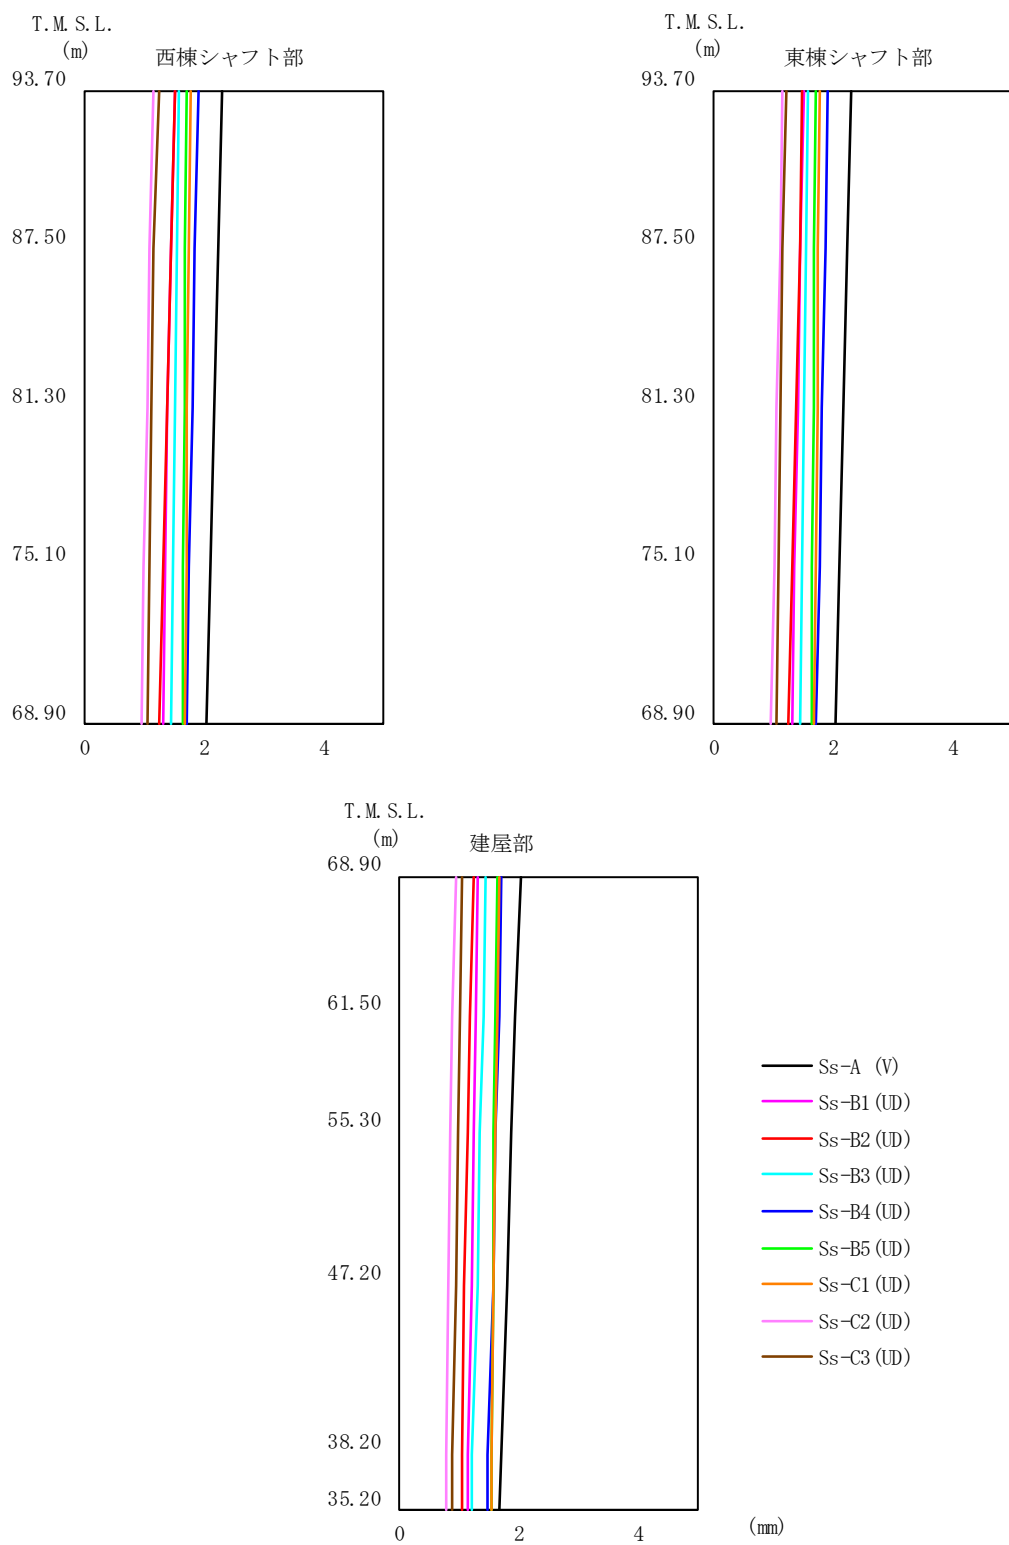 T.M.S.L.
(m)
西棟シャフト部
93.70
87.50
81.30
75.10
68.90
0 2 4
T.M.S.L.
(m)
東棟シャフト部
93.70
87.50
81.30
75.10
68.90
0 2 4
T.M.S.L.
(m)
建屋部
68.90
61.50
55.30
47.20
38.20
35.20
0 2 4 (mm)
Ss-A (V)
Ss-B1(UD)
Ss-B2(UD)
Ss-B3(UD)
Ss-B4(UD)
Ss-B5(UD)
Ss-C1(UD)
Ss-C2(UD)
Ss-C3(UD)